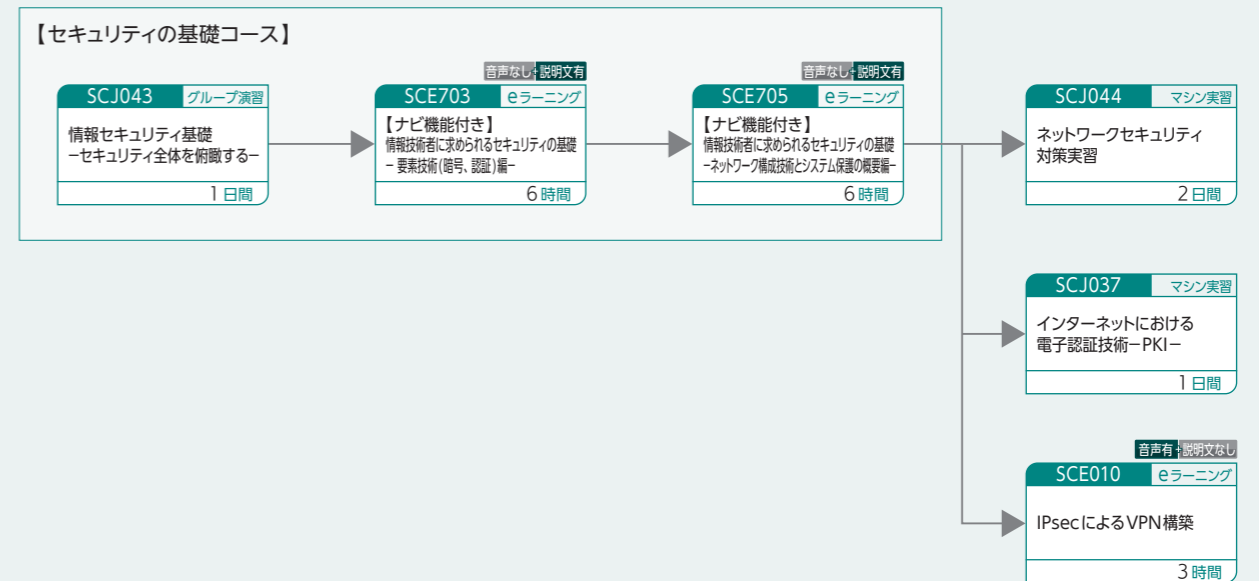 【セキュリティの基礎コース】
SCJ043 グループ演習
情報セキュリティ基礎
ーセキュリティ全体を俯瞰するー
1日間
音声なし+説明文有
SCE703 eラーニング
【ナビ機能付き】
情報技術者に求められるセキュリティの基礎
ー要素技術(暗号、認証)編ー
6時間
音声なし+説明文有
SCE705 eラーニング
【ナビ機能付き】
情報技術者に求められるセキュリティの基礎
ーネットワーク構成技術とシステム保護の概要編ー
6時間
SCJ044 マシン実習
ネットワークセキュリティ
対策実習
2日間
SCJ037 マシン実習
インターネットにおける
電子認証技術ーPKIー
1日間
音声有+説明文なし
SCE010 eラーニング
IPsecによるVPN構築
3時間